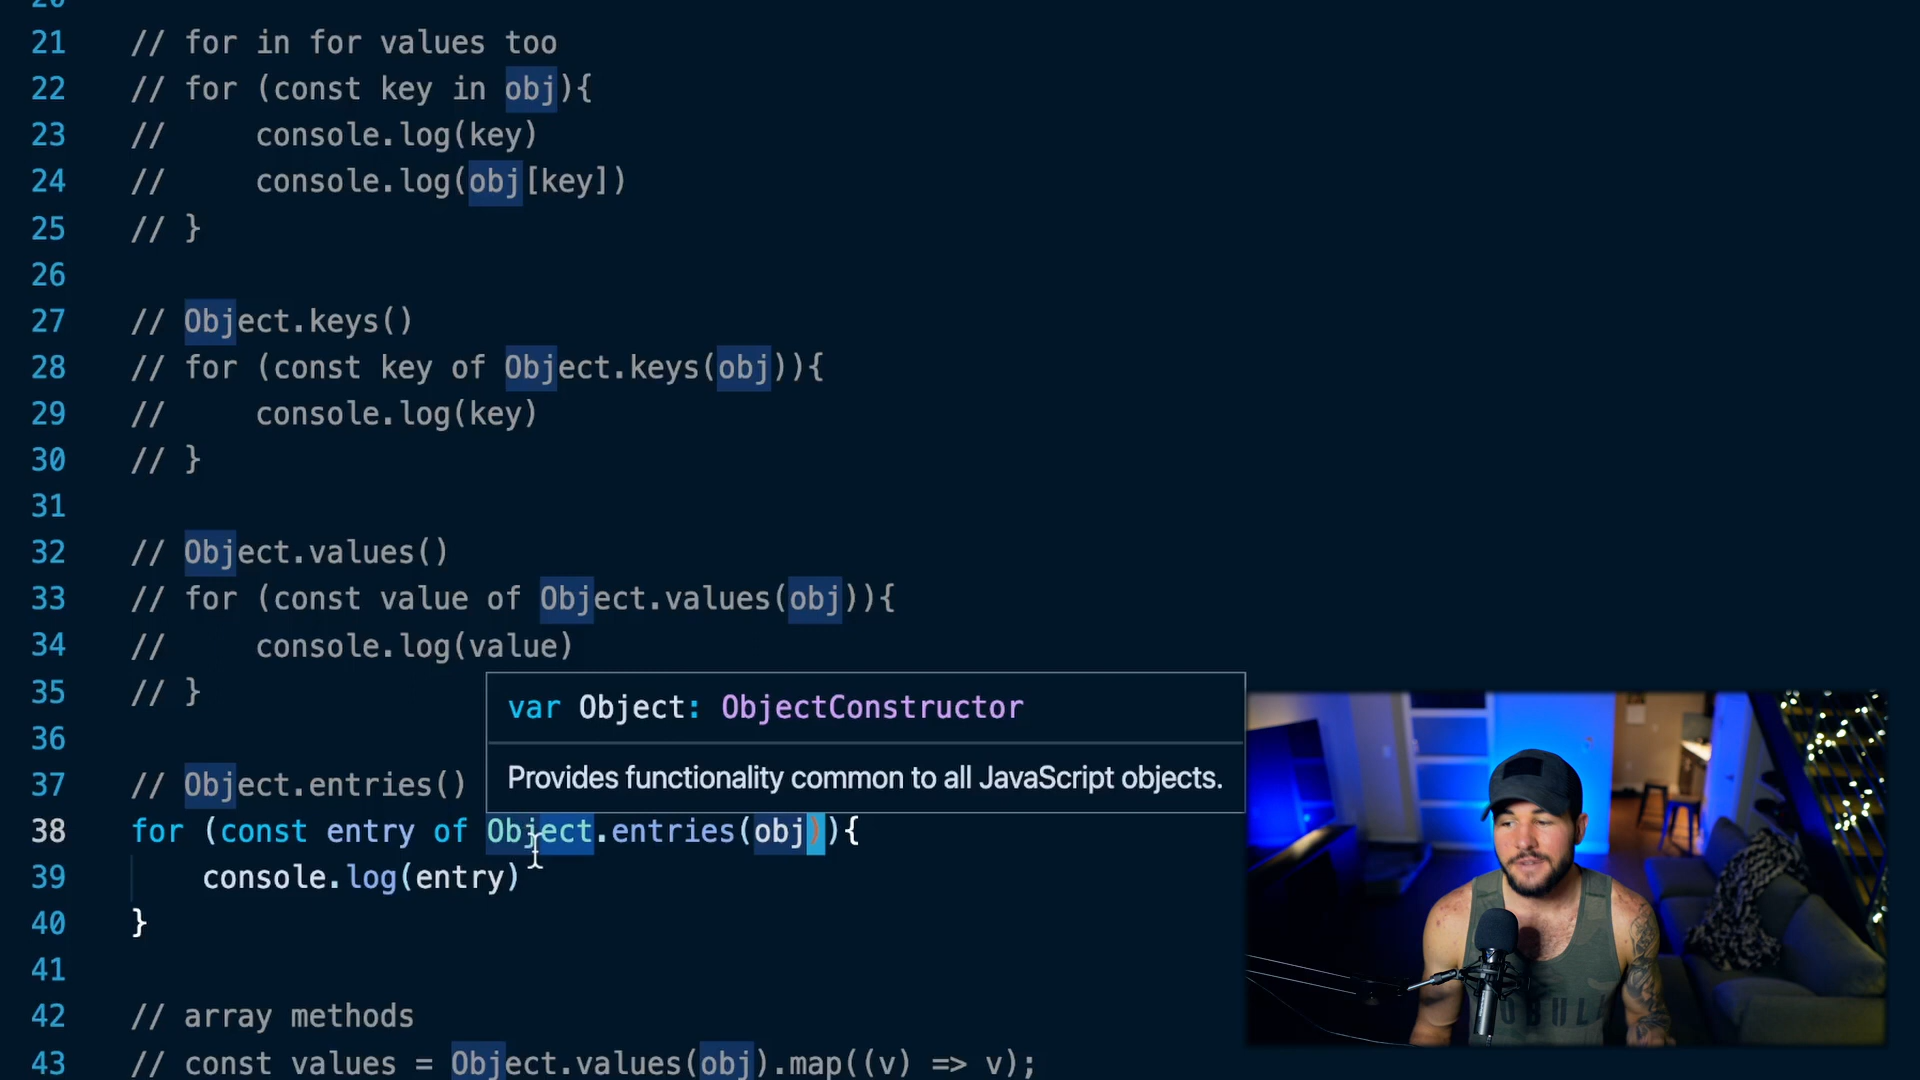 21 // for in for values too
22 // for (const key in obj){
23 //     console.log(key)
24 //     console.log(obj[key])
25 // }
26
27 // Object.keys()
28 // for (const key of Object.keys(obj)){
29 //     console.log(key)
30 // }
31
32 // Object.values()
33 // for (const value of Object.values(obj)){
34 //     console.log(value)
35 // }
var Object: ObjectConstructor
36
Provides functionality common to all JavaScript objects.
37 // Object.entries()
38 for (const entry of Object.entries(obj)){
39     console.log(entry)
40 }
41
42 // array methods
43 // const values = Object.values(obj).map((v) => v);